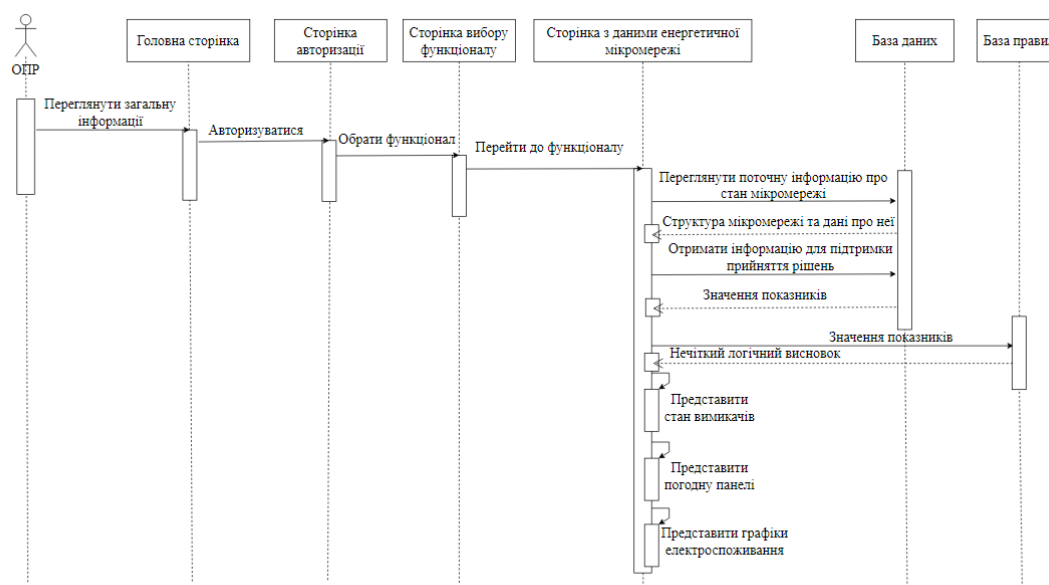 ОПР
Головна сторінка
Сторінка
авторизації
Сторінка вибору
функціоналу
Сторінка з даними енергетичної
мікромережі
База даних
База правил
Переглянути загальну
інформації
Авторизуватися
Обрати функціонал
Перейти до функціоналу
Переглянути поточну інформацію про
стан мікромережі
Структура мікромережі та дані про неї
Отримати інформацію для підтримки
прийняття рішень
Значення показників
Значення показників
Нечіткий логічний висновок
Представити
стан вимикачів
Представити
погодну панелі
Представити графіки
електроспоживання